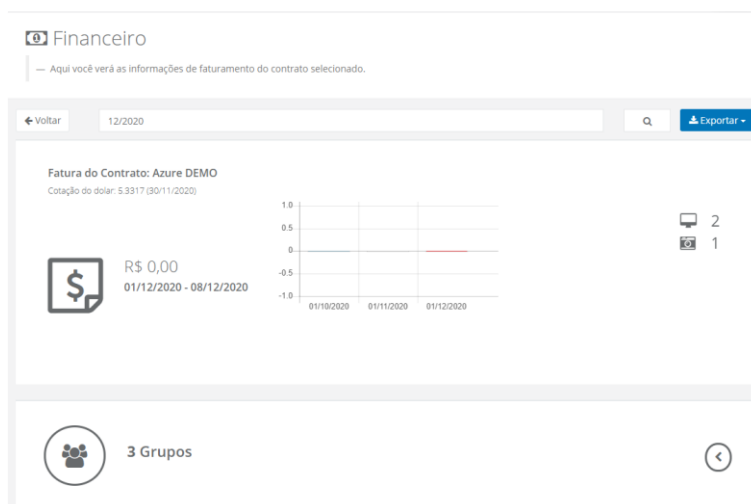 Financeiro
— Aqui você verá as informações de faturamento do contrato selecionado.
Voltar
12/2020
Exportar
Fatura do Contrato: Azure DEMO
Cotação do dolar: 5.3317 (30/11/2020)
R$ 0,00
01/12/2020 - 08/12/2020
1.0
0.5
0
-0.5
-1.0
01/10/2020 01/11/2020 01/12/2020
2
1
3 Grupos